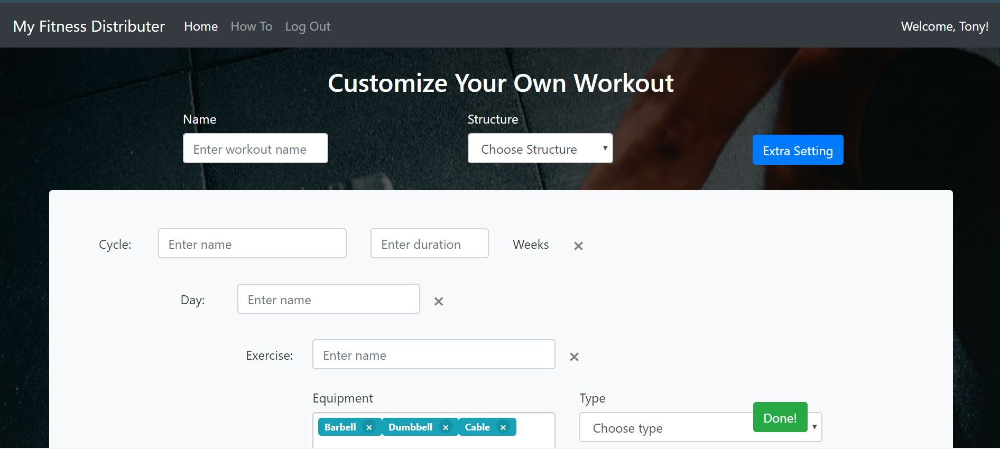 My Fitness Distributer Home How To Log Out Welcome, Tony!
Customize Your Own Workout
Name Structure
Enter workout name Choose Structure Extra Setting
Cycle: Enter name Enter duration Weeks ×
Day: Enter name ×
Exercise: Enter name ×
Equipment Type
Barbell × Dumbbell × Cable × Choose type Done!